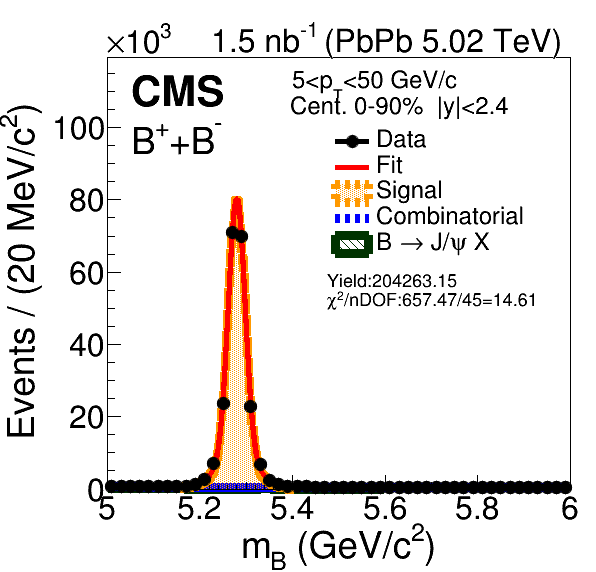 ×10³ 1.5 nb⁻¹ (PbPb 5.02 TeV)
CMS
B⁺+B⁻
5<p_T<50 GeV/c
Cent. 0-90% |y|<2.4
Data
Fit
Signal
Combinatorial
B → J/ψ X
Yield:204263.15
χ²/nDOF:657.47/45=14.61
Events / (20 MeV/c²)
100
80
60
40
20
0
5 5.2 5.4 5.6 5.8 6
m_B (GeV/c²)